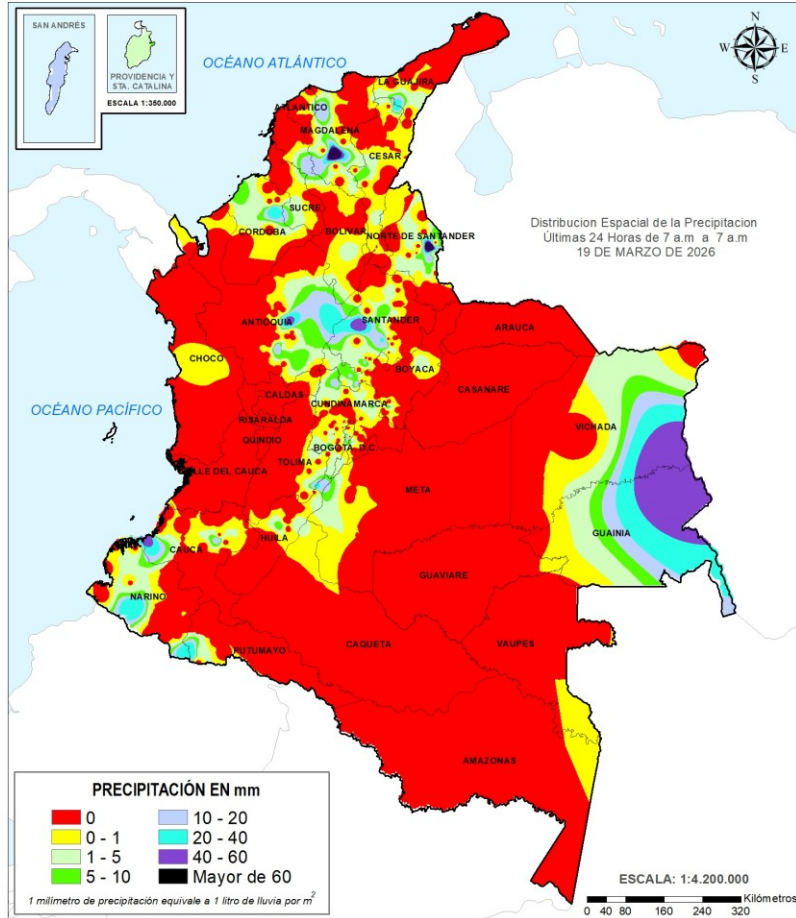 SAN ANDRÉS
PROVIDENCIA Y
STA. CATALINA
ESCALA 1:350.000
OCÉANO ATLÁNTICO
N
W E
S
LA GUAJIRA
ATLANTICO
MAGDALENA
CESAR
SUCRE
CORDOBA
BOLIVAR
NORTE DE SANTANDER
Distribucion Espacial de la Precipitacion
Últimas 24 Horas de 7 a.m a 7 a.m
19 DE MARZO DE 2026
ANTIOQUIA
SANTANDER
ARAUCA
CHOCO
BOYACA
CASANARE
CALDAS
CUNDINAMARCA
OCÉANO PACÍFICO
RISARALDA
VICHADA
QUINDIO
BOGOTA, D.C.
TOLIMA
VALLE DEL CAUCA
META
GUAINIA
CAUCA
HUILA
GUAVIARE
NARIÑO
PUTUMAYO
CAQUETA
VAUPES
AMAZONAS
PRECIPITACIÓN EN mm
0
0 - 1
1 - 5
5 - 10
10 - 20
20 - 40
40 - 60
Mayor de 60
1 milímetro de precipitación equivale a 1 litro de lluvia por m²
ESCALA: 1:4.200.000
Kilómetros
0 40 80 160 240 320